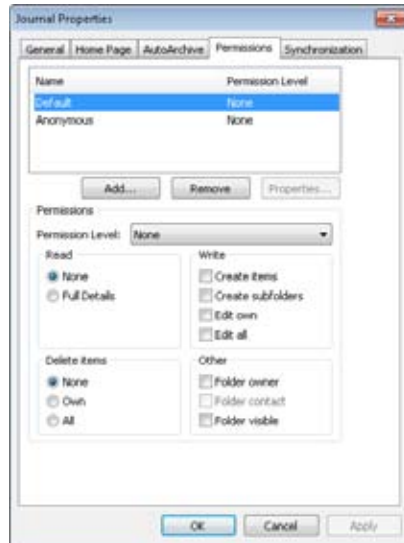 Journal Properties
General Home Page AutoArchive Permissions Synchronization
Name Permission Level
Default None
Anonymous None
Add... Remove Properties...
Permissions
Permission Level: None
Read Write
None Create items
Full Details Create subfolders
Edit own
Edit all
Delete items Other
None Folder owner
Own Folder contact
All Folder visible
OK Cancel Apply